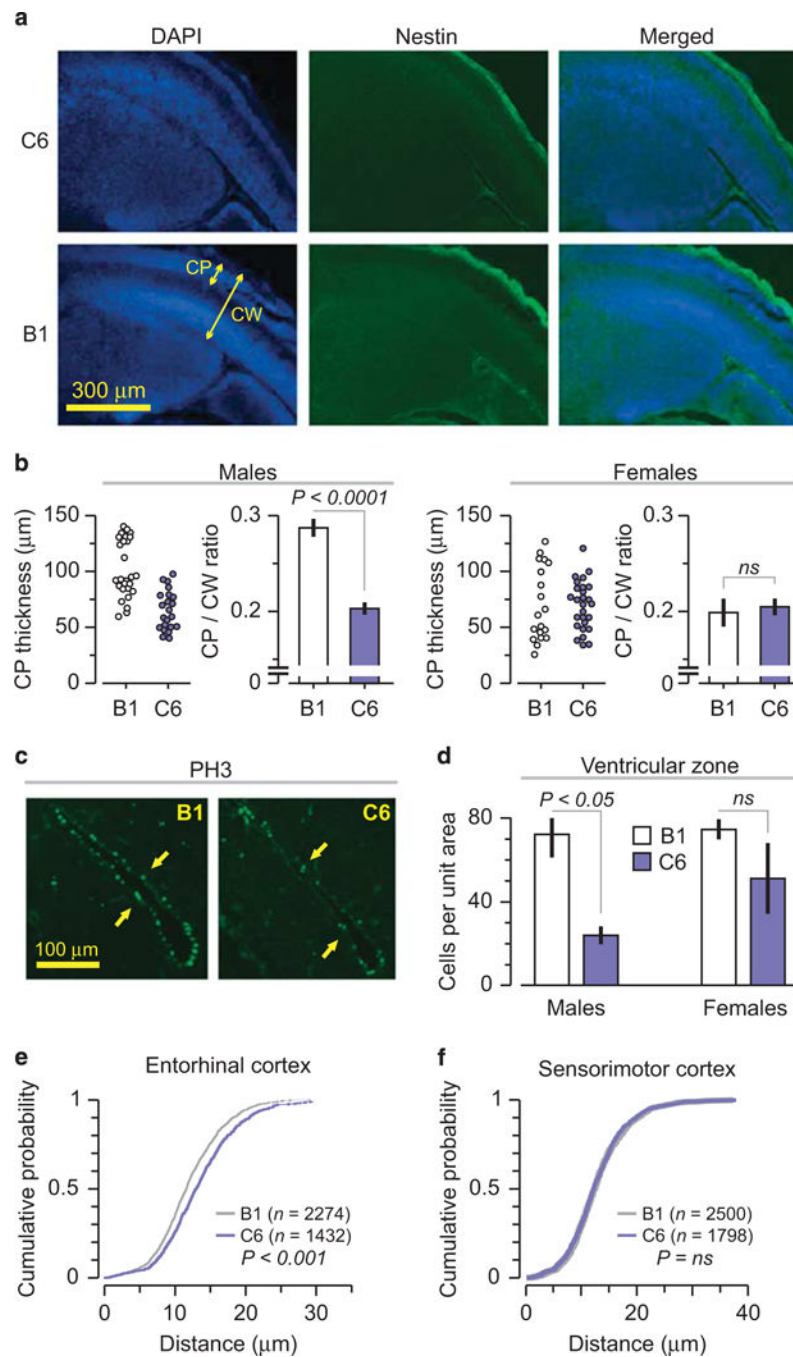 a
DAPI Nestin Merged
C6
CP
CW
B1
300 μm
b
Males Females
P < 0.0001
ns
CP thickness (μm)
150
100
50
0
B1 C6
CP / CW ratio
0.3
0.2
0
B1 C6
CP thickness (μm)
150
100
50
0
B1 C6
CP / CW ratio
0.3
0.2
0
B1 C6
c
PH3
B1
C6
100 μm
d
Ventricular zone
P < 0.05
ns
B1
C6
Cells per unit area
80
40
0
Males Females
e
Entorhinal cortex
Cumulative probability
1
0.5
0
B1 (n = 2274)
C6 (n = 1432)
P < 0.001
0 10 20 30
Distance (μm)
f
Sensorimotor cortex
Cumulative probability
1
0.5
0
B1 (n = 2500)
C6 (n = 1798)
P = ns
0 20 40
Distance (μm)